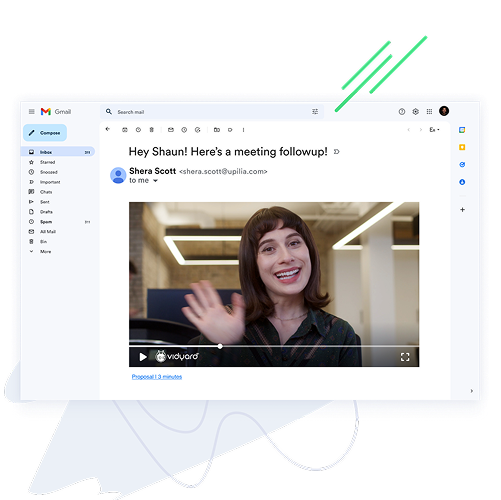 Gmail
Search mail
Compose
Inbox
Starred
Snoozed
Important
Chats
Sent
Drafts
Spam
All Mail
Bin
More
Hey Shaun! Here's a meeting followup!
Shera Scott <shera.scott@upilia.com>
to me
vidyard
Proposal | 3 minutes